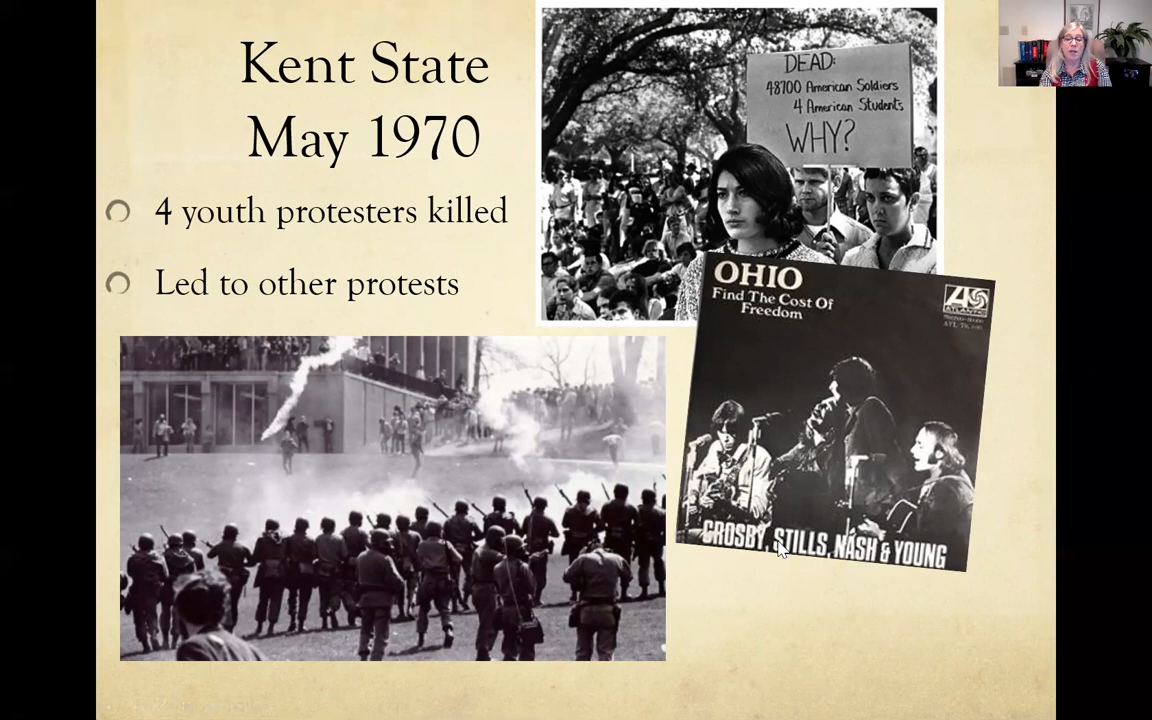 Kent State
May 1970
4 youth protesters killed
Led to other protests
DEAD:
48700 American Soldiers
4 American Students
WHY?
OHIO
Find The Cost Of
Freedom
ATLANTIC
CROSBY, STILLS, NASH & YOUNG